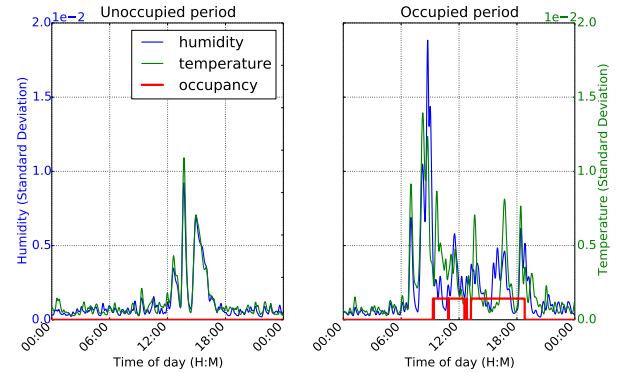 Unoccupied period
Occupied period
1e−2
1e−2
humidity
temperature
occupancy
2.0
1.5
1.0
0.5
0.0
2.0
1.5
1.0
0.5
0.0
Humidity (Standard Deviation)
Temperature (Standard Deviation)
00:00
06:00
12:00
18:00
00:00
00:00
06:00
12:00
18:00
00:00
Time of day (H:M)
Time of day (H:M)